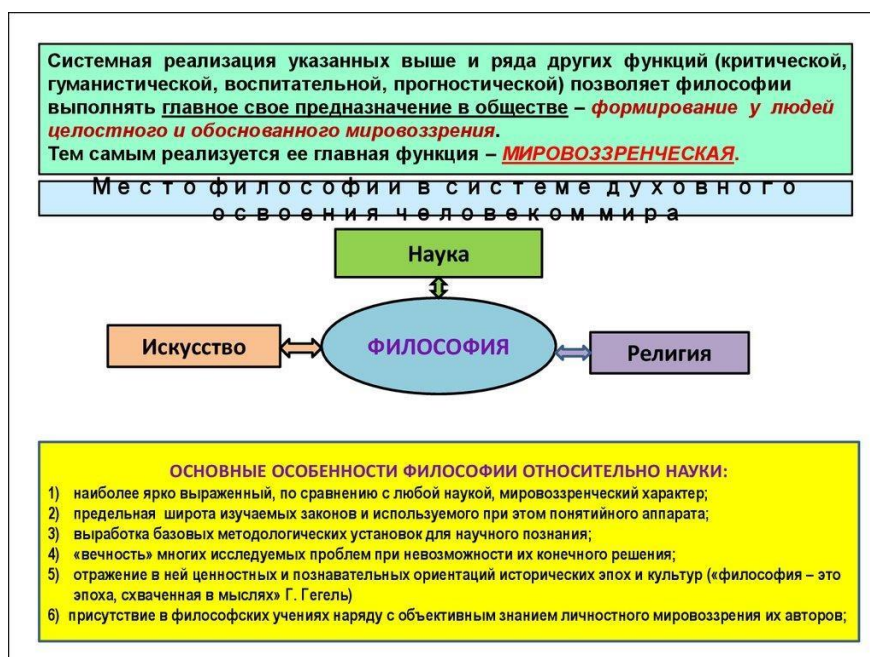 Системная реализация указанных выше и ряда других функций (критической,
гуманистической, воспитательной, прогностической) позволяет философии
выполнять главное свое предназначение в обществе – формирование у людей
целостного и обоснованного мировоззрения.
Тем самым реализуется ее главная функция – МИРОВОЗЗРЕНЧЕСКАЯ.
Место философии в системе духовного
освоения человеком мира
Наука
Искусство
ФИЛОСОФИЯ
Религия
ОСНОВНЫЕ ОСОБЕННОСТИ ФИЛОСОФИИ ОТНОСИТЕЛЬНО НАУКИ:
1) наиболее ярко выраженный, по сравнению с любой наукой, мировоззренческий характер;
2) предельная широта изучаемых законов и используемого при этом понятийного аппарата;
3) выработка базовых методологических установок для научного познания;
4) «вечность» многих исследуемых проблем при невозможности их конечного решения;
5) отражение в ней ценностных и познавательных ориентаций исторических эпох и культур («философия – это
эпоха, схваченная в мыслях» Г. Гегель)
6) присутствие в философских учениях наряду с объективным знанием личностного мировоззрения их авторов;